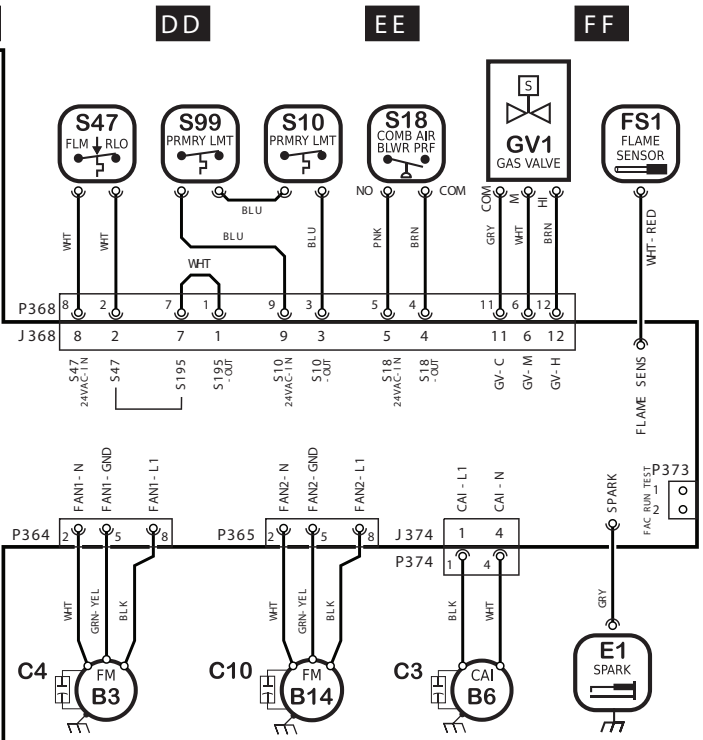 DD EE FF
S47
FLM RLO
S99
PRMRY LMT
S10
PRMRY LMT
S18
COMB AIR
BLWR PRF
S
GV1
GAS VALVE
FS1
FLAME
SENSOR
NO COM COM M HI
BLU
WHT WHT BLU BLU PNK BRN GRY WHT BRN WHT-RED
WHT
P368 8 2 7 1 9 3 5 4 11 6 12
J368 8 2 7 1 9 3 5 4 11 6 12
S47
24VAC-IN
S47
S195
S195
-OUT
S10
24VAC-IN
S10
-OUT
S18
24VAC-IN
S18
-OUT
GV-C
GV-M
GV-H
FLAME SENS
FAN1-N
FAN1-GND
FAN1-L1
FAN2-N
FAN2-GND
FAN2-L1
CAI-L1
CAI-N
SPARK
FAC RUN TEST
P373
1
2
P364 2 5 8
P365 2 5 8
J374 1 4
P374 1 4
WHT GRN-YEL BLK
WHT GRN-YEL BLK
BLK WHT
GRY
C4
FM
B3
C10
FM
B14
C3
CAI
B6
E1
SPARK